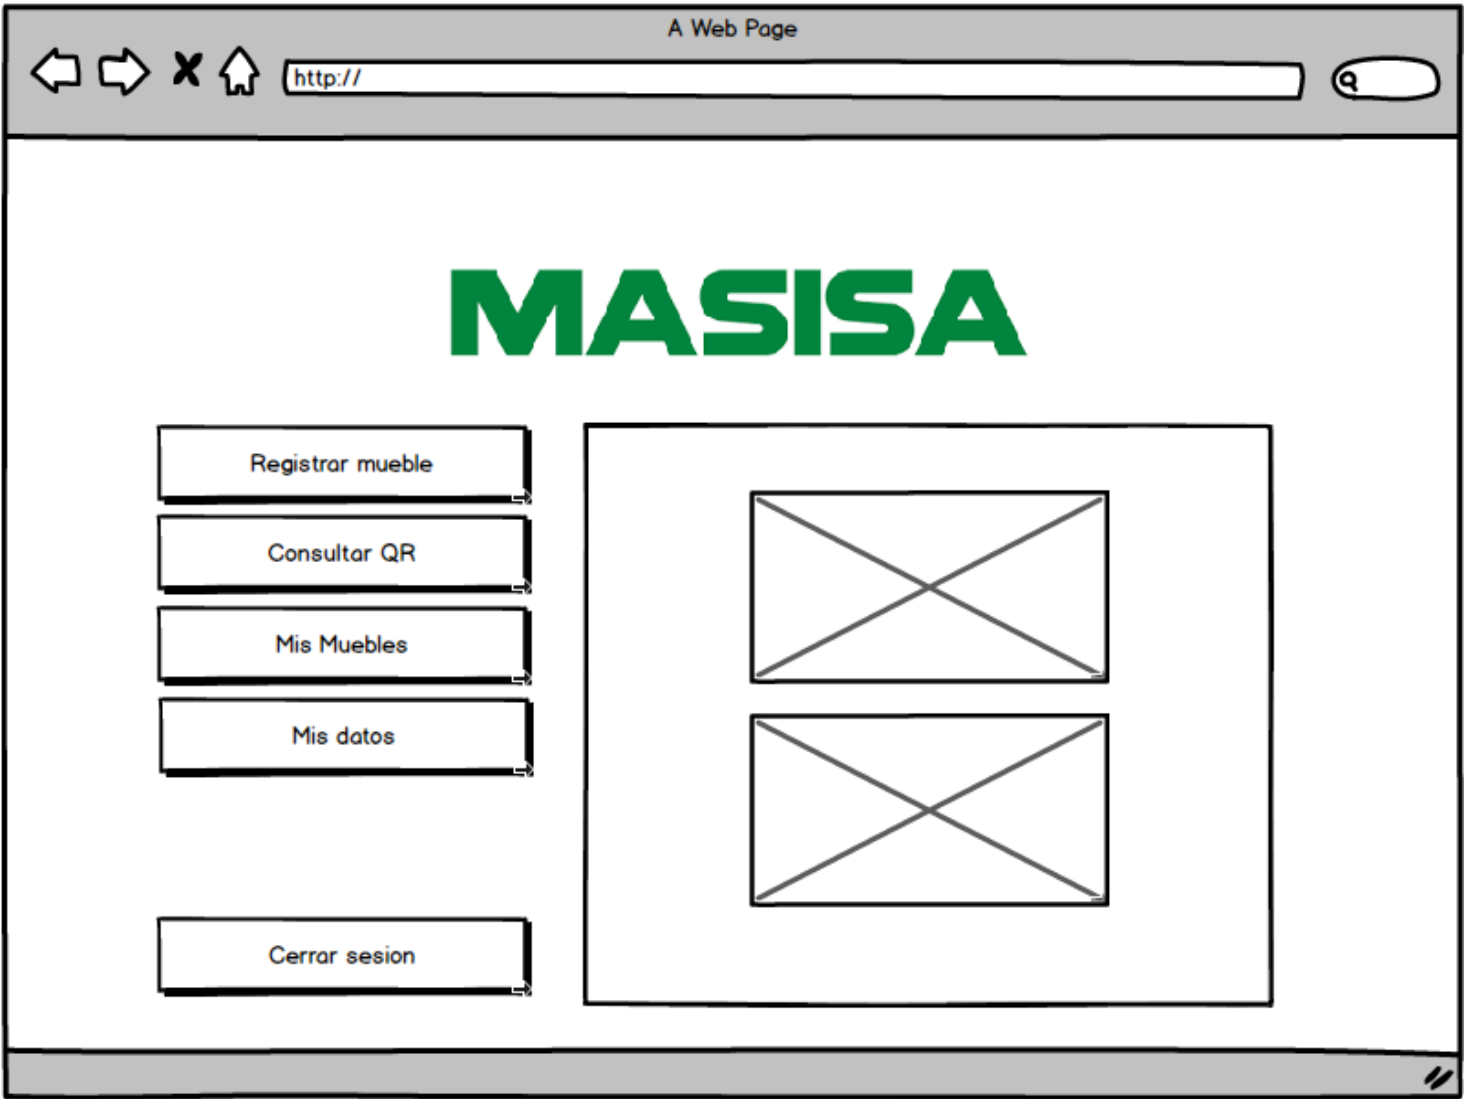 A Web Page
http://
MASISA
Registrar mueble
Consultar QR
Mis Muebles
Mis datos
Cerrar sesion